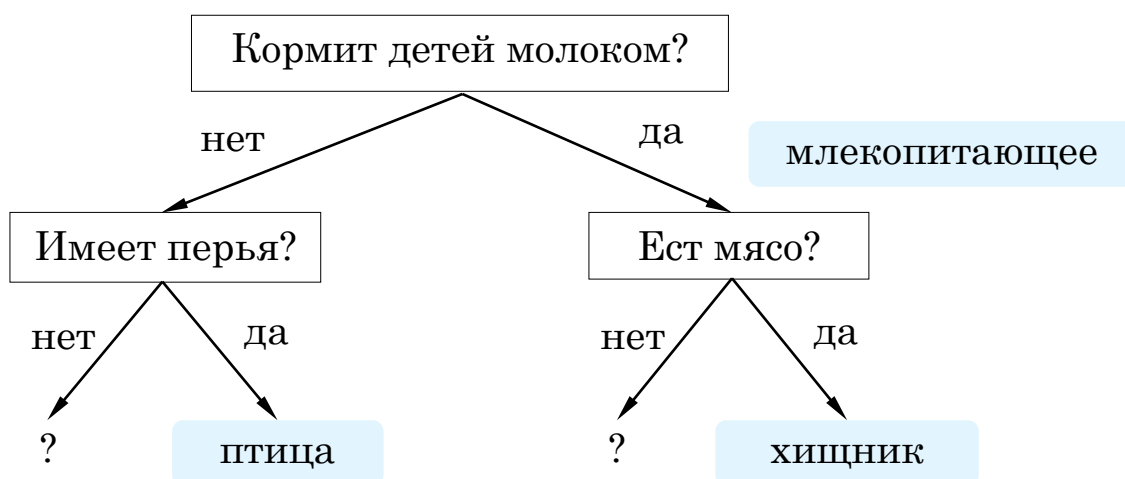 Кормит детей молоком?
нет
да
млекопитающее
Имеет перья?
Ест мясо?
нет
да
нет
да
?
птица
?
хищник